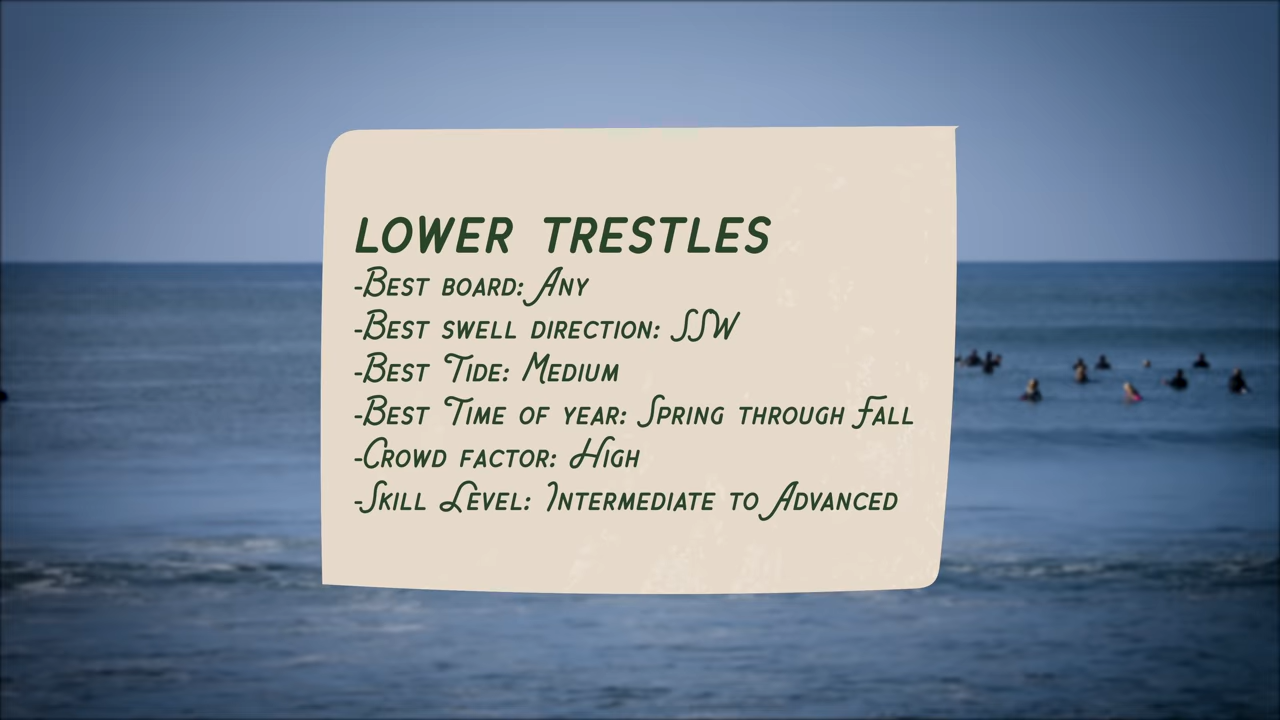 LOWER TRESTLES
-Best board: Any
-Best swell direction: SSW
-Best Tide: Medium
-Best Time of year: Spring through Fall
-Crowd factor: High
-Skill Level: Intermediate to Advanced